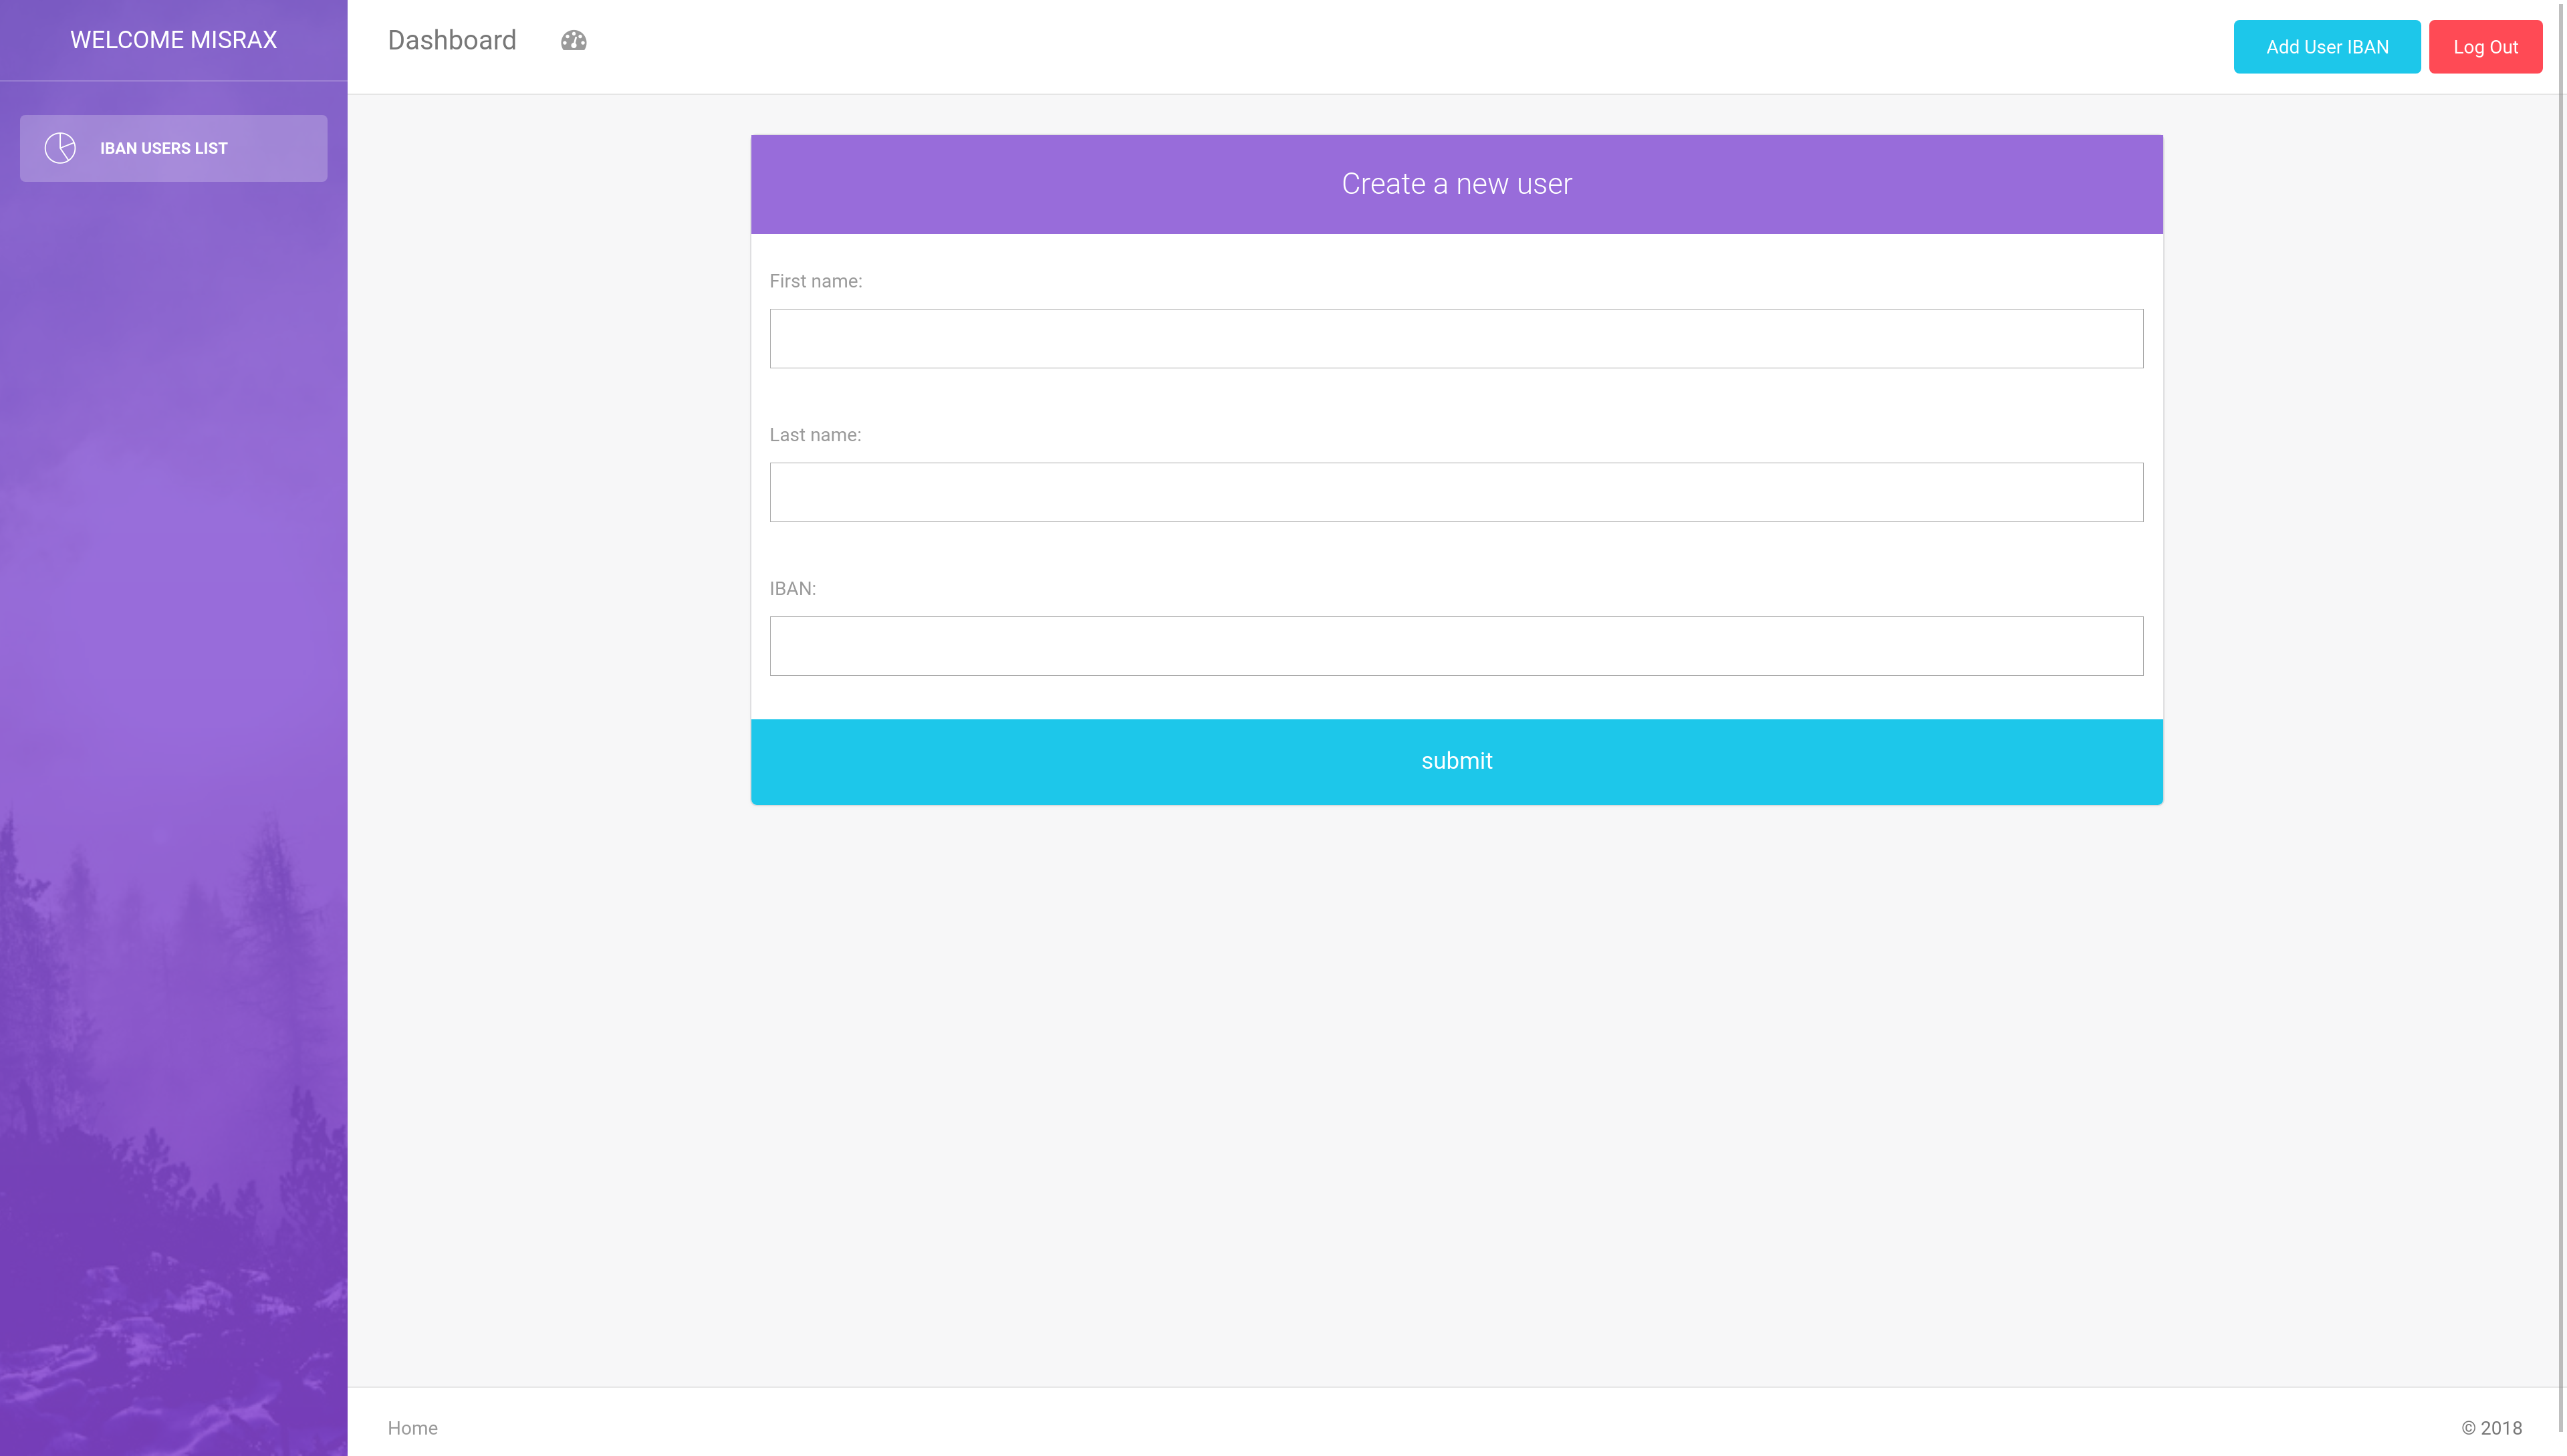 WELCOME MISRAX
IBAN USERS LIST
Dashboard
Add User IBAN
Log Out
Create a new user
First name:
Last name:
IBAN:
submit
Home
© 2018